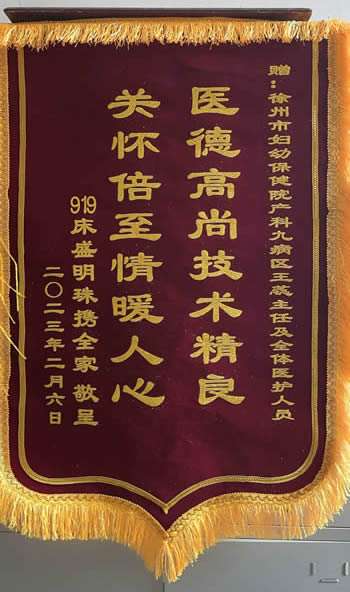 赠：徐州市妇幼保健院产科九病区王蕊主任及全体医护人员
医德高尚技术精良
关怀倍至情暖人心
919床盛明珠携全家 敬呈
二〇二三年二月六日